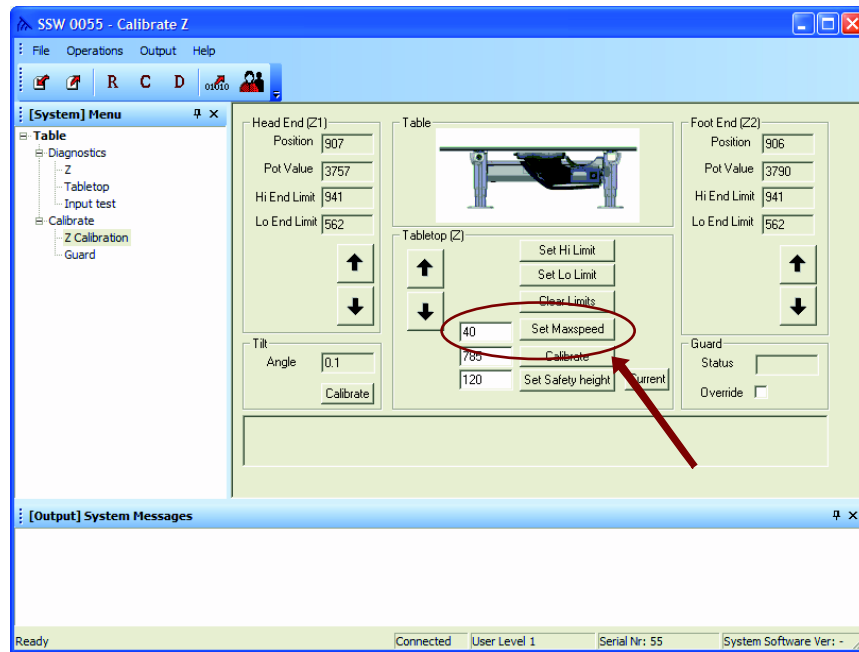 SSW 0055 - Calibrate Z
File Operations Output Help
R C D 01010
[System] Menu
Table
Diagnostics
Z
Tabletop
Input test
Calibrate
Z Calibration
Guard
Head End (Z1)
Position 907
Pot Value 3757
Hi End Limit 941
Lo End Limit 562
Tilt
Angle 0.1
Calibrate
Table
Tabletop (Z)
Set Hi Limit
Set Lo Limit
Clear Limits
40 Set Maxspeed
785 Calibrate
120 Set Safety height Current
Foot End (Z2)
Position 906
Pot Value 3790
Hi End Limit 941
Lo End Limit 562
Guard
Status
Override
[Output] System Messages
Ready Connected User Level 1 Serial Nr: 55 System Software Ver: -